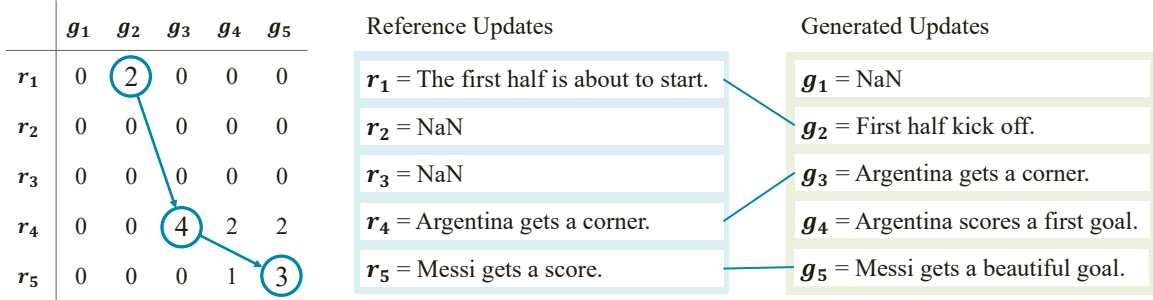 g₁ g₂ g₃ g₄ g₅
r₁ 0 2 0 0 0
r₂ 0 0 0 0 0
r₃ 0 0 0 0 0
r₄ 0 0 4 2 2
r₅ 0 0 0 1 3
Reference Updates
r₁ = The first half is about to start.
r₂ = NaN
r₃ = NaN
r₄ = Argentina gets a corner.
r₅ = Messi gets a score.
Generated Updates
g₁ = NaN
g₂ = First half kick off.
g₃ = Argentina gets a corner.
g₄ = Argentina scores a first goal.
g₅ = Messi gets a beautiful goal.